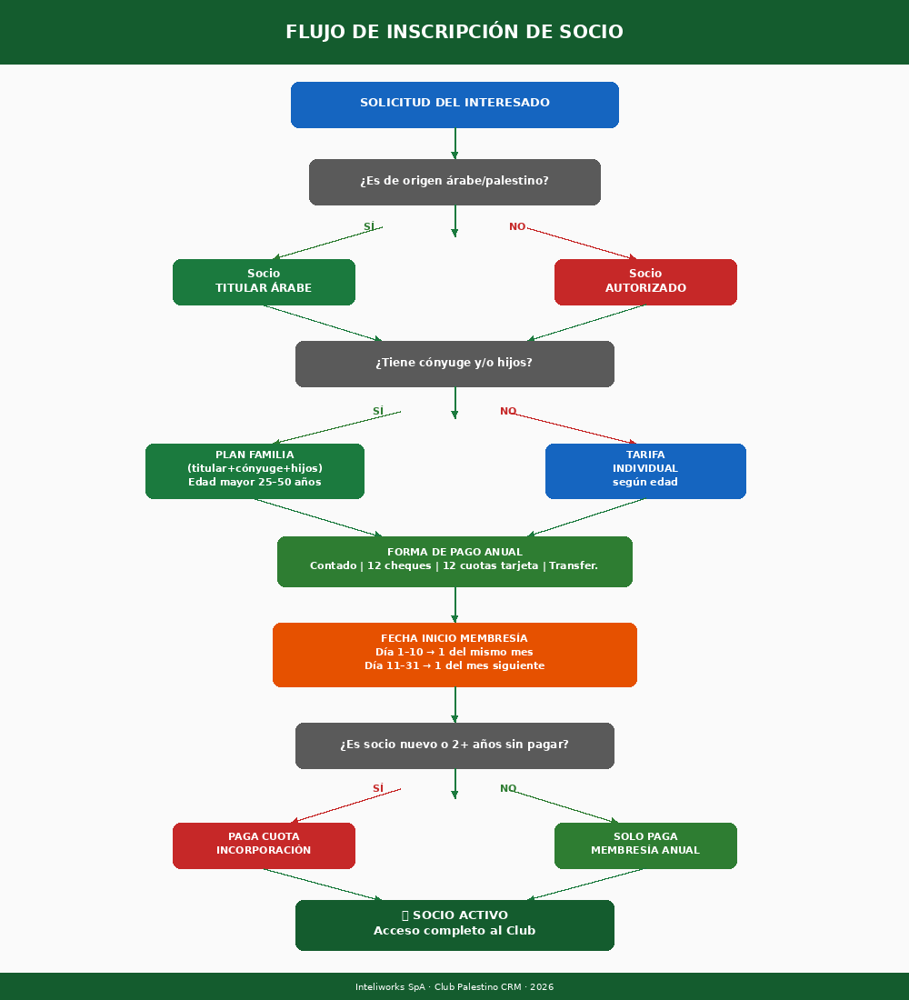 FLUJO DE INSCRIPCIÓN DE SOCIO
SOLICITUD DEL INTERESADO
¿Es de origen árabe/palestino?
SÍ
NO
Socio
TITULAR ÁRABE
Socio
AUTORIZADO
¿Tiene cónyuge y/o hijos?
SÍ
NO
PLAN FAMILIA
(titular+cónyuge+hijos)
Edad mayor 25–50 años
TARIFA
INDIVIDUAL
según edad
FORMA DE PAGO ANUAL
Contado | 12 cheques | 12 cuotas tarjeta | Transfer.
FECHA INICIO MEMBRESÍA
Día 1–10 → 1 del mismo mes
Día 11–31 → 1 del mes siguiente
¿Es socio nuevo o 2+ años sin pagar?
SÍ
NO
PAGA CUOTA
INCORPORACIÓN
SOLO PAGA
MEMBRESÍA ANUAL
SOCIO ACTIVO
Acceso completo al Club
Inteliworks SpA · Club Palestino CRM · 2026